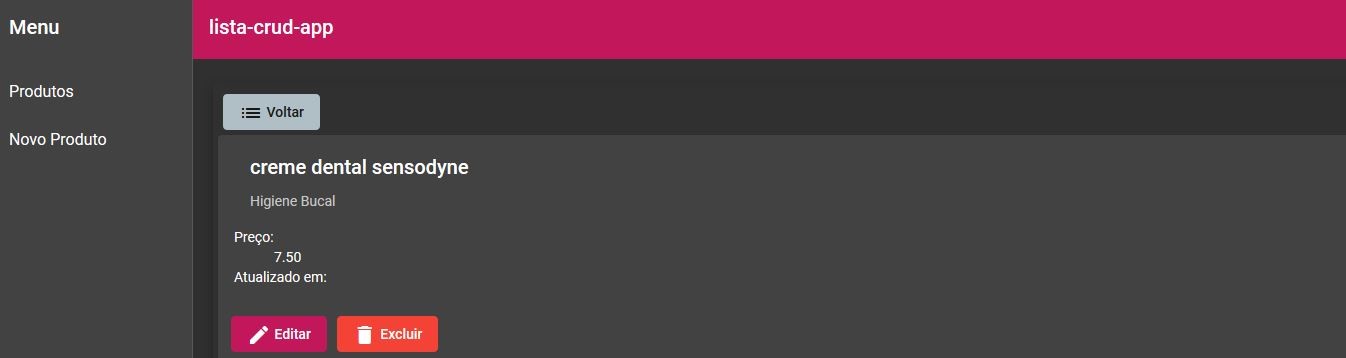 Menu
lista-crud-app
Produtos
Novo Produto
Voltar
creme dental sensodyne
Higiene Bucal
Preço:
7.50
Atualizado em:
Editar
Excluir